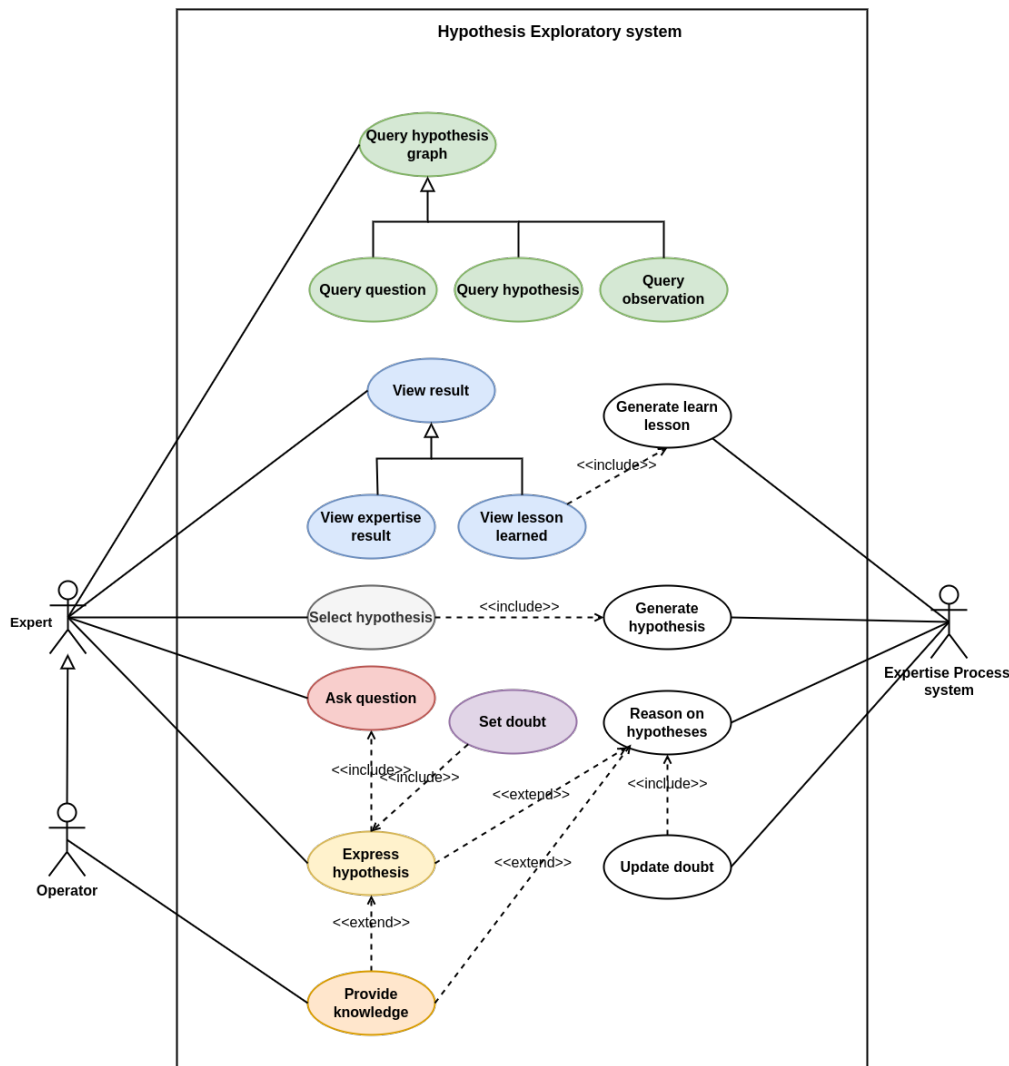 Hypothesis Exploratory system
Query hypothesis
graph
Query question
Query hypothesis
Query
observation
View result
Generate learn
lesson
<<include>>
View expertise
result
View lesson
learned
Expert
Select hypothesis
<<include>>
Generate
hypothesis
Expertise Process
system
Ask question
Set doubt
Reason on
hypotheses
<<include>>
<<include>>
<<extend>>
<<include>>
Operator
Express
hypothesis
<<extend>>
Update doubt
<<extend>>
Provide
knowledge